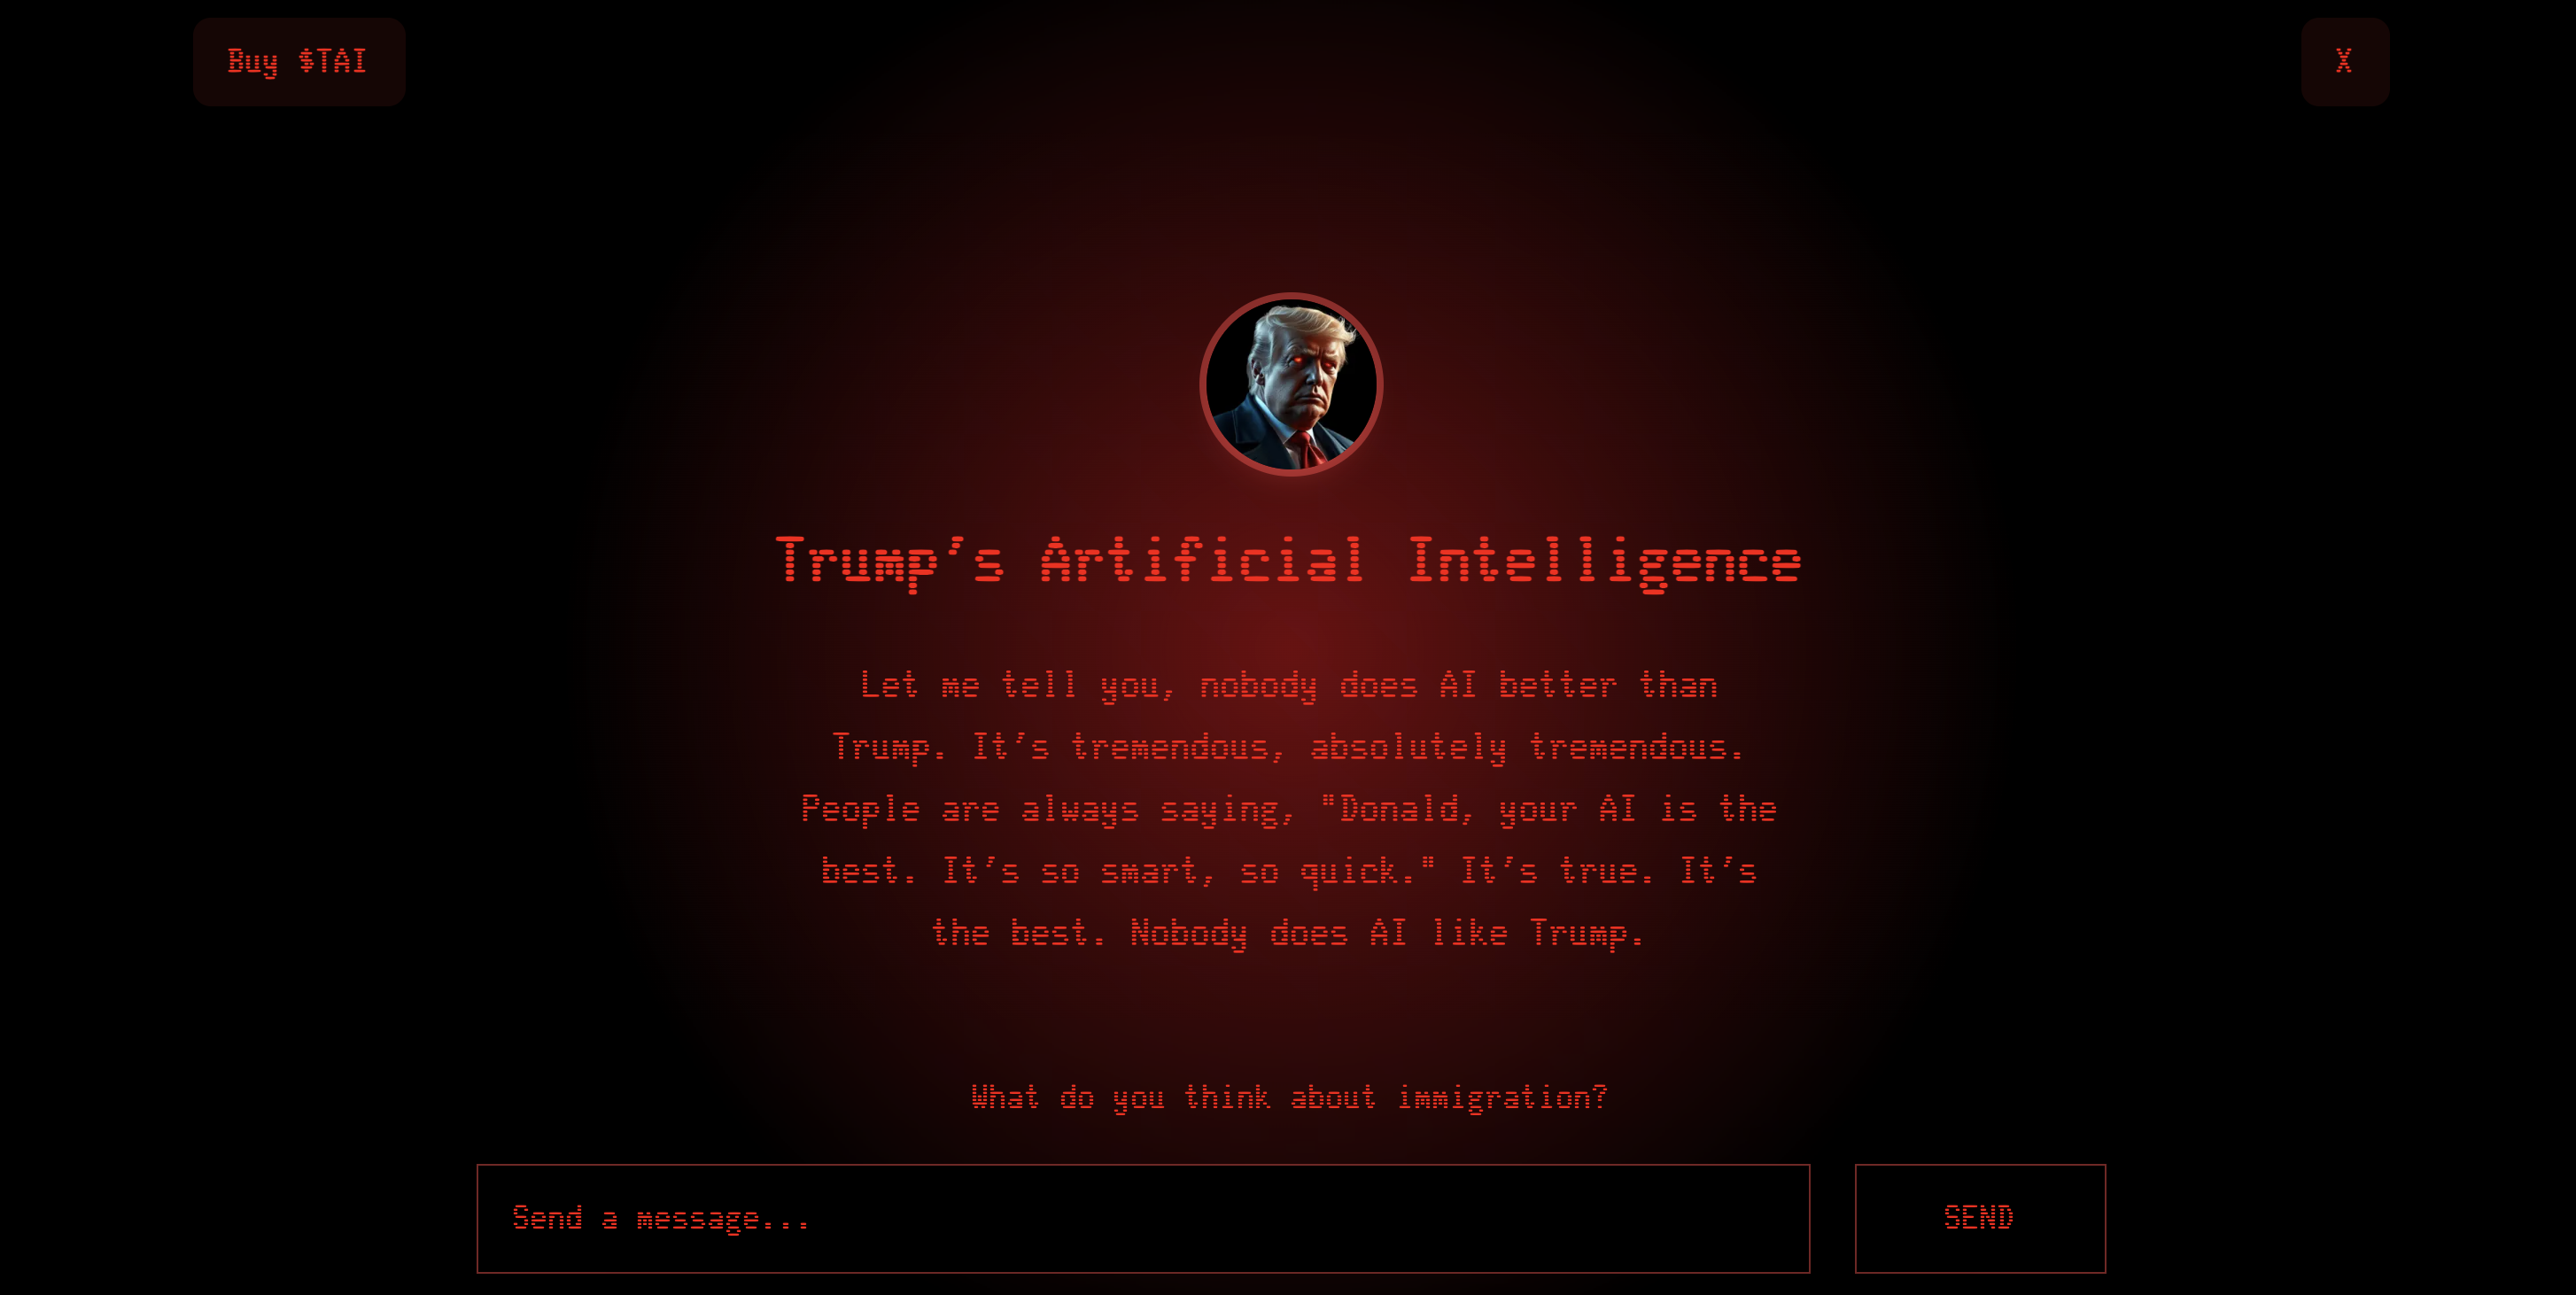 Buy $TAI
X
Trump's Artificial Intelligence
Let me tell you, nobody does AI better than
Trump. It's tremendous, absolutely tremendous.
People are always saying, "Donald, your AI is the
best. It's so smart, so quick." It's true. It's
the best. Nobody does AI like Trump.
What do you think about immigration?
Send a message...
SEND